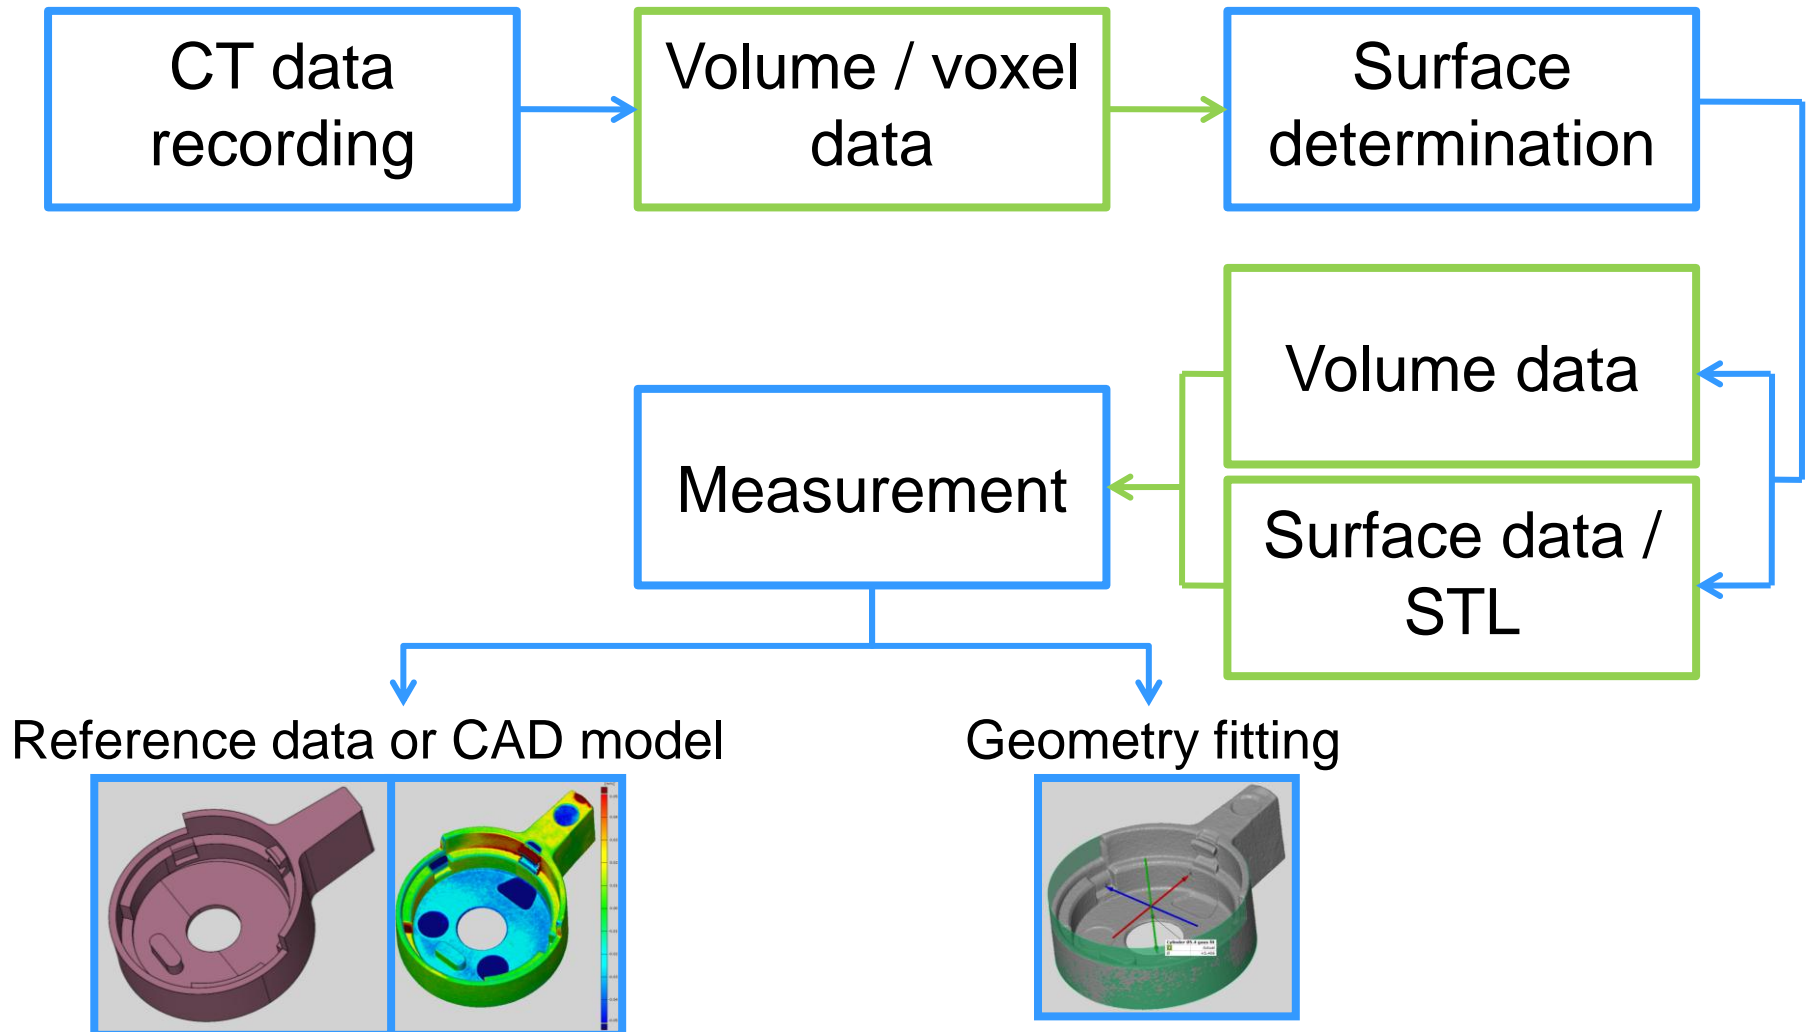 CT data
recording
Volume / voxel
data
Surface
determination
Volume data
Measurement
Surface data /
STL
Reference data or CAD model
Geometry fitting